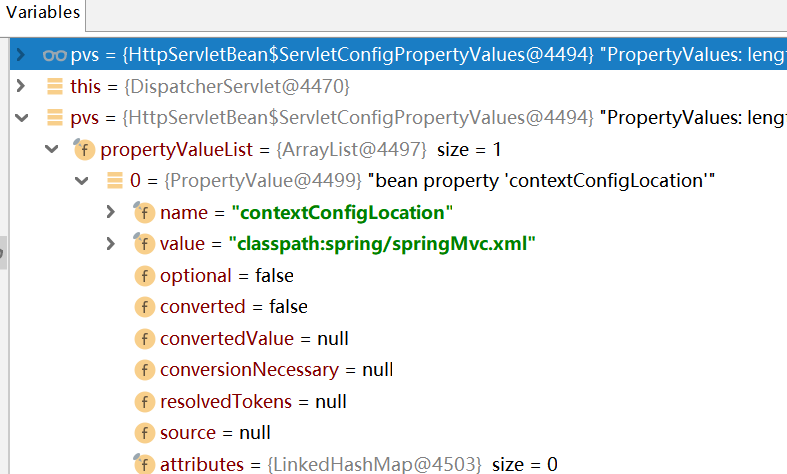 Variables
pvs = {HttpServletBean$ServletConfigPropertyValues@4494} "PropertyValues: leng
this = {DispatcherServlet@4470}
pvs = {HttpServletBean$ServletConfigPropertyValues@4494} "PropertyValues: leng
propertyValueList = {ArrayList@4497} size = 1
0 = {PropertyValue@4499} "bean property 'contextConfigLocation'"
f name = "contextConfigLocation"
f value = "classpath:spring/springMvc.xml"
f optional = false
f converted = false
f convertedValue = null
f conversionNecessary = null
f resolvedTokens = null
f source = null
f attributes = {LinkedHashMap@4503} size = 0